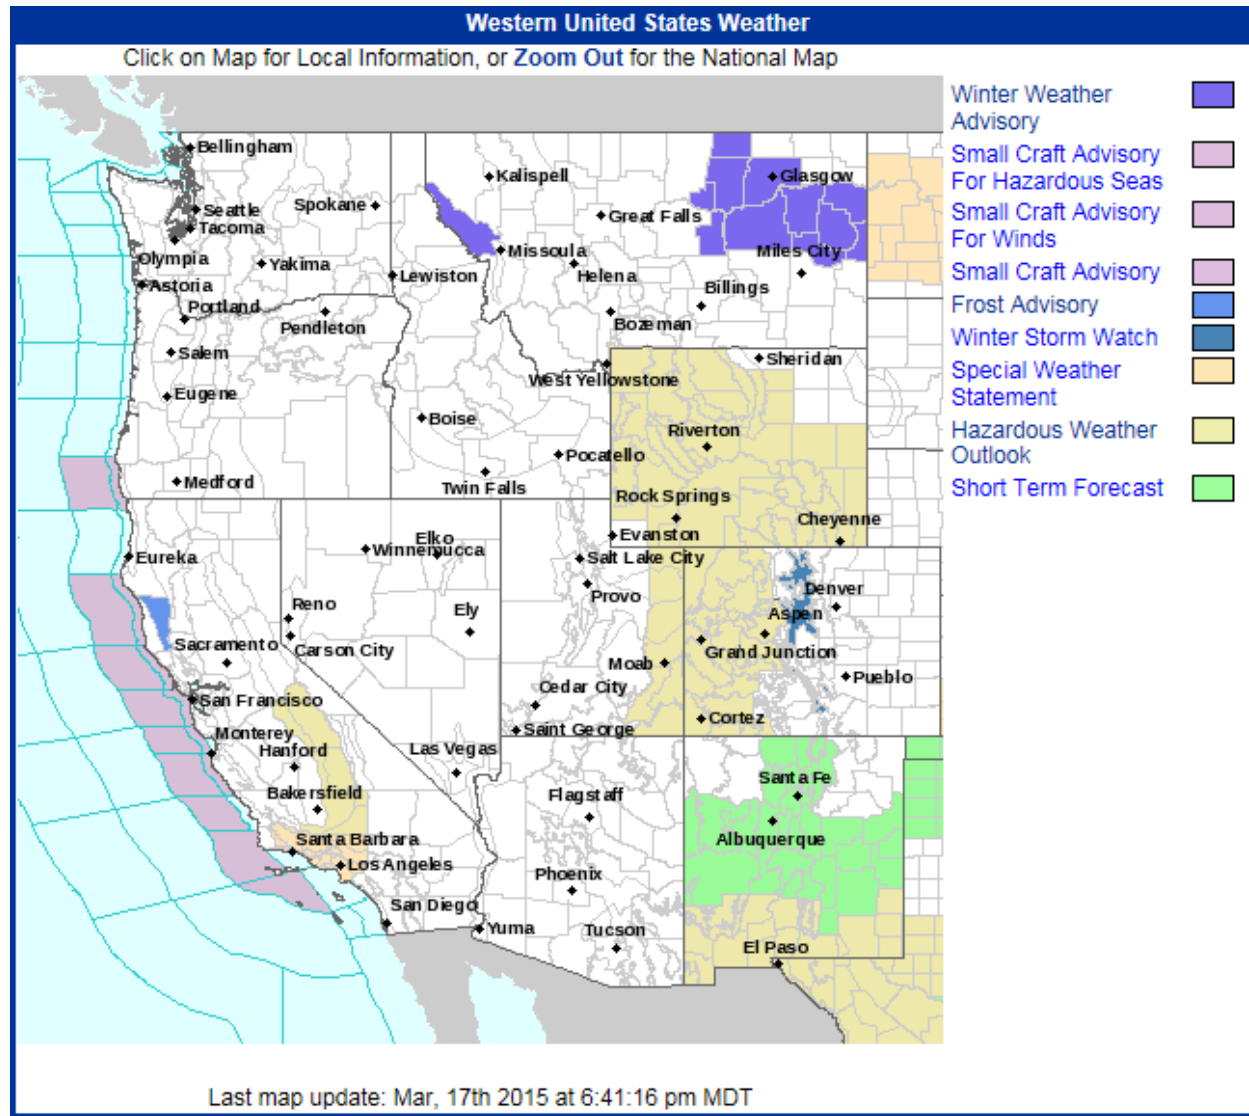 Western United States Weather
Click on Map for Local Information, or Zoom Out for the National Map
Winter Weather
Advisory
Small Craft Advisory
For Hazardous Seas
Small Craft Advisory
For Winds
Small Craft Advisory
Frost Advisory
Winter Storm Watch
Special Weather
Statement
Hazardous Weather
Outlook
Short Term Forecast
Bellingham
Kalispell
Glasgow
Seattle
Spokane
Great Falls
Tacoma
Olympia
Missoula
Miles City
Yakima
Lewiston
Helena
Astoria
Billings
Portland
Pendleton
Bozeman
Salem
Sheridan
West Yellowstone
Eugene
Boise
Riverton
Pocatello
Medford
Twin Falls
Rock Springs
Cheyenne
Evanston
Elko
Winnemucca
Eureka
Salt Lake City
Provo
Denver
Reno
Ely
Aspen
Sacramento
Carson City
Grand Junction
Moab
Pueblo
Cedar City
San Francisco
Cortez
Saint George
Monterey
Hanford
Las Vegas
Santa Fe
Bakersfield
Flagstaff
Albuquerque
Santa Barbara
Los Angeles
Phoenix
San Diego
Yuma
Tucson
El Paso
Last map update: Mar, 17th 2015 at 6:41:16 pm MDT